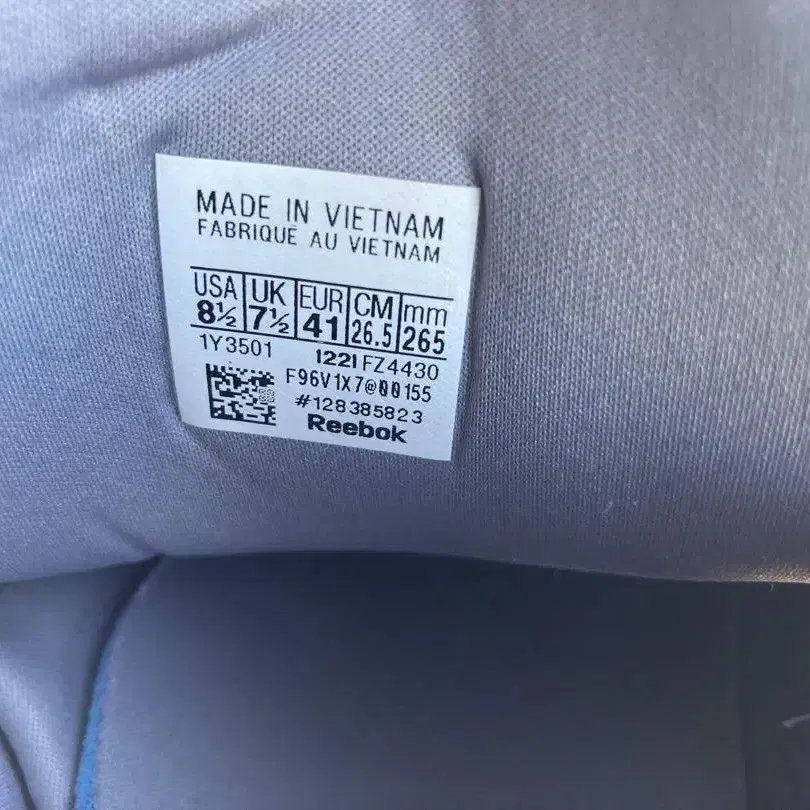 MADE IN VIETNAM
FABRIQUÉ AU VIETNAM
USA UK EUR CM mm
8½ 7½ 41 26.5 265
1Y3501 1221 FZ4430
F96V1X7@00155
#128385823
Reebok